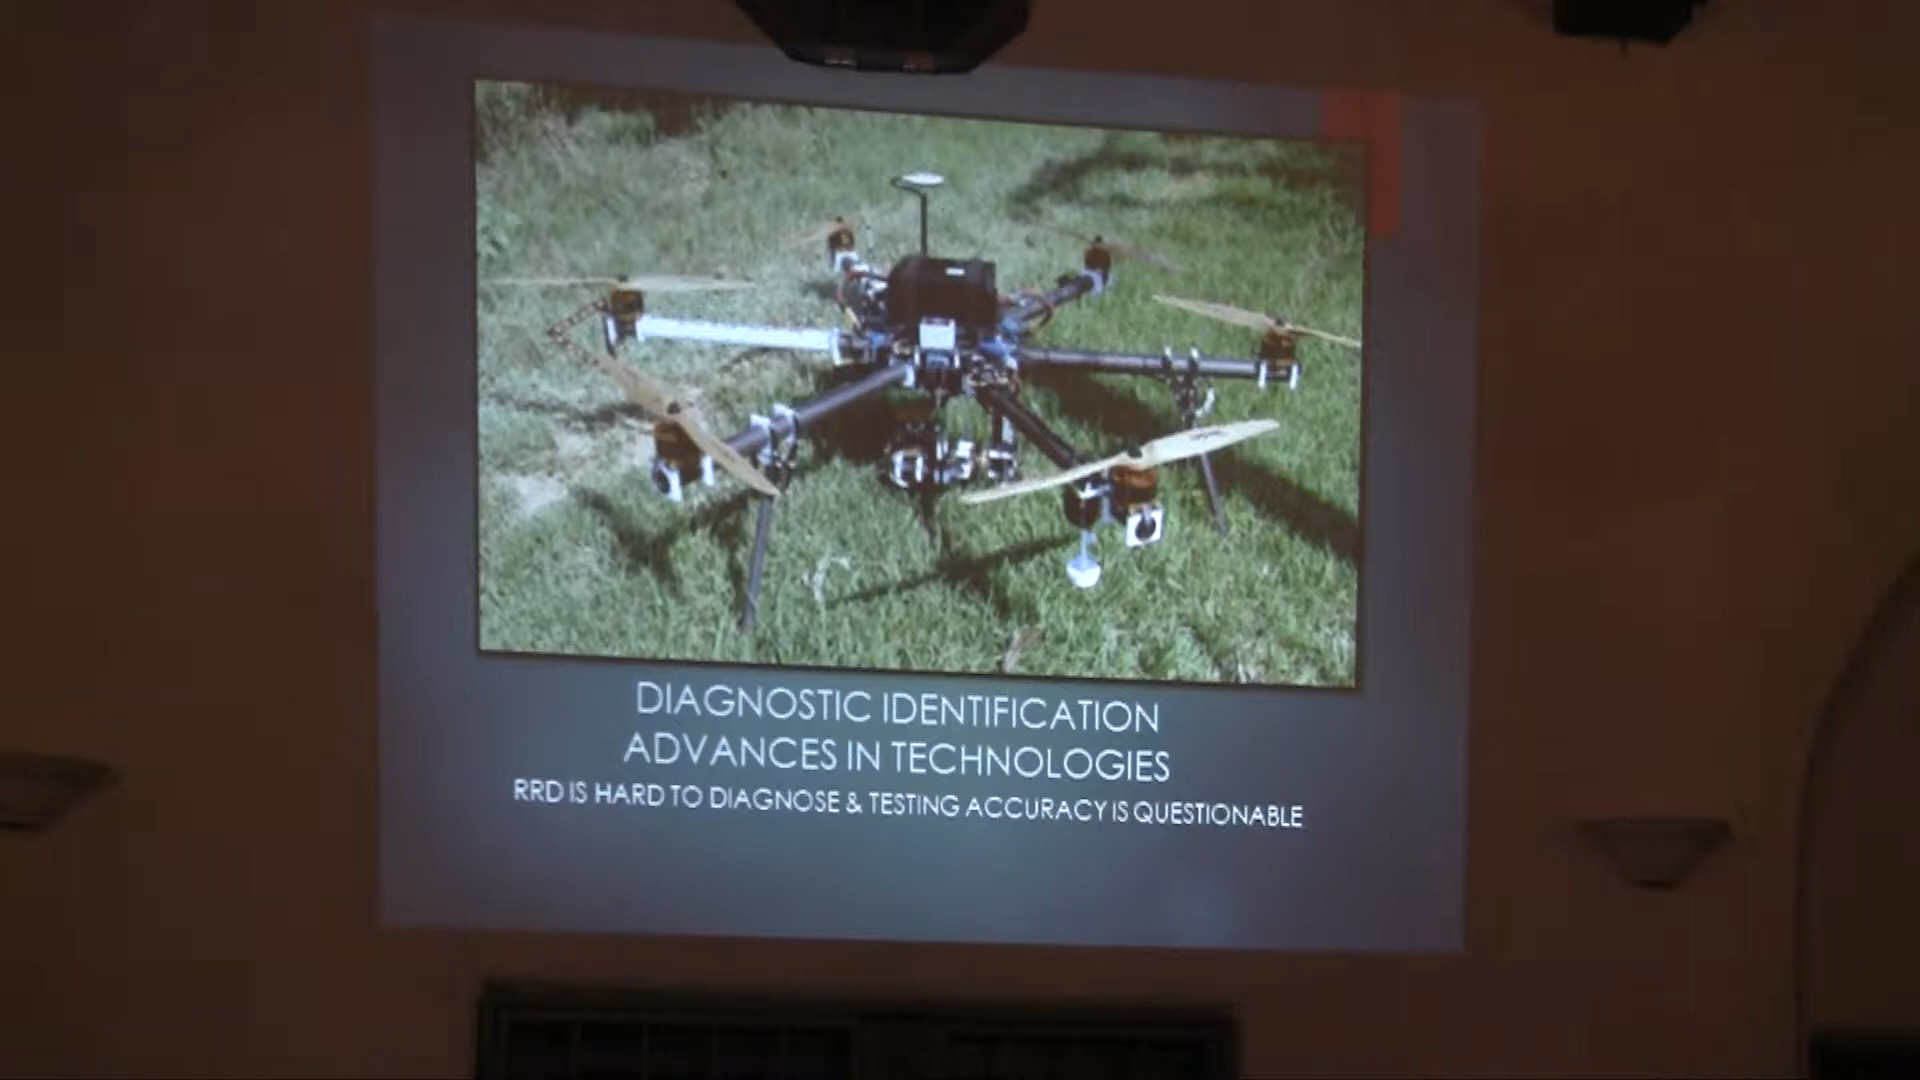 DIAGNOSTIC IDENTIFICATION
ADVANCES IN TECHNOLOGIES
RRD IS HARD TO DIAGNOSE & TESTING ACCURACY IS QUESTIONABLE